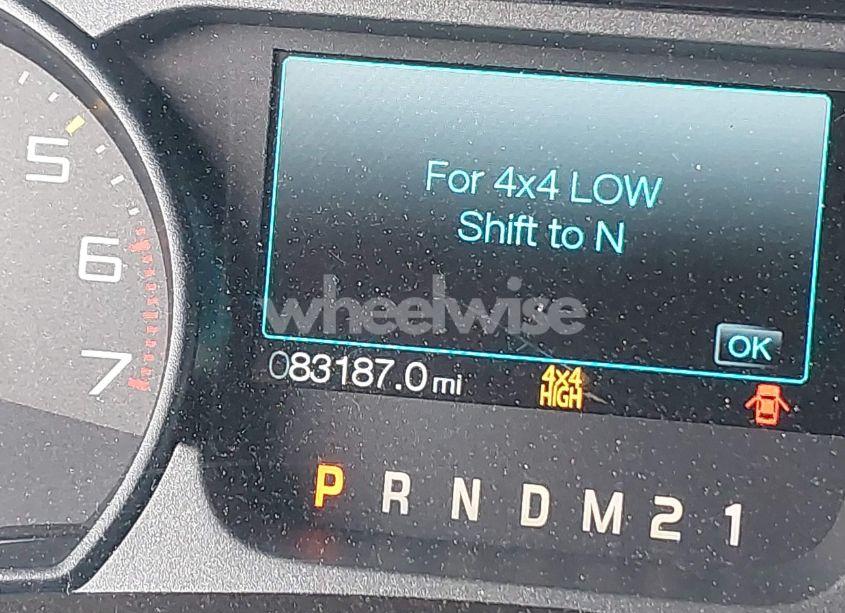 5
6
7
For 4x4 LOW
Shift to N
wheelwise
OK
083187.0 mi
4x4
HIGH
P R N D M 2 1